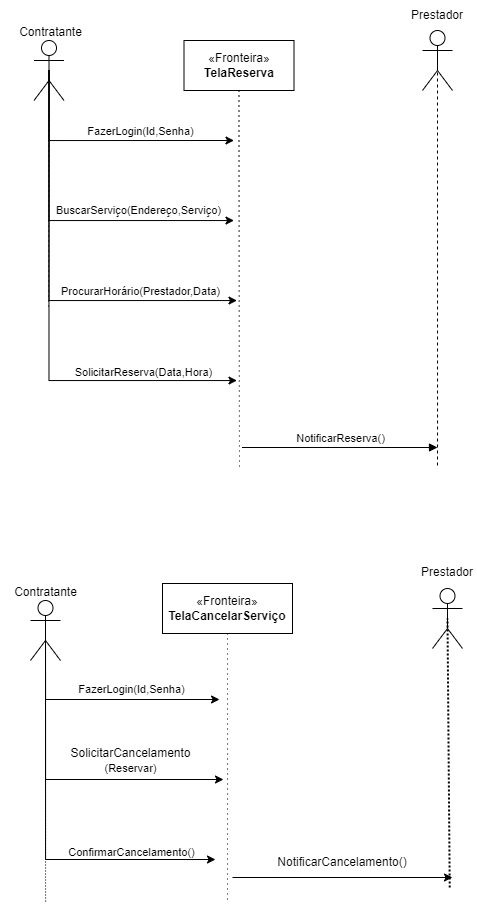 Prestador
Contratante
«Fronteira»
TelaReserva
FazerLogin(Id,Senha)
BuscarServiço(Endereço,Serviço)
ProcurarHorário(Prestador,Data)
SolicitarReserva(Data,Hora)
NotificarReserva()
Prestador
Contratante
«Fronteira»
TelaCancelarServiço
FazerLogin(Id,Senha)
SolicitarCancelamento
(Reservar)
ConfirmarCancelamento()
NotificarCancelamento()